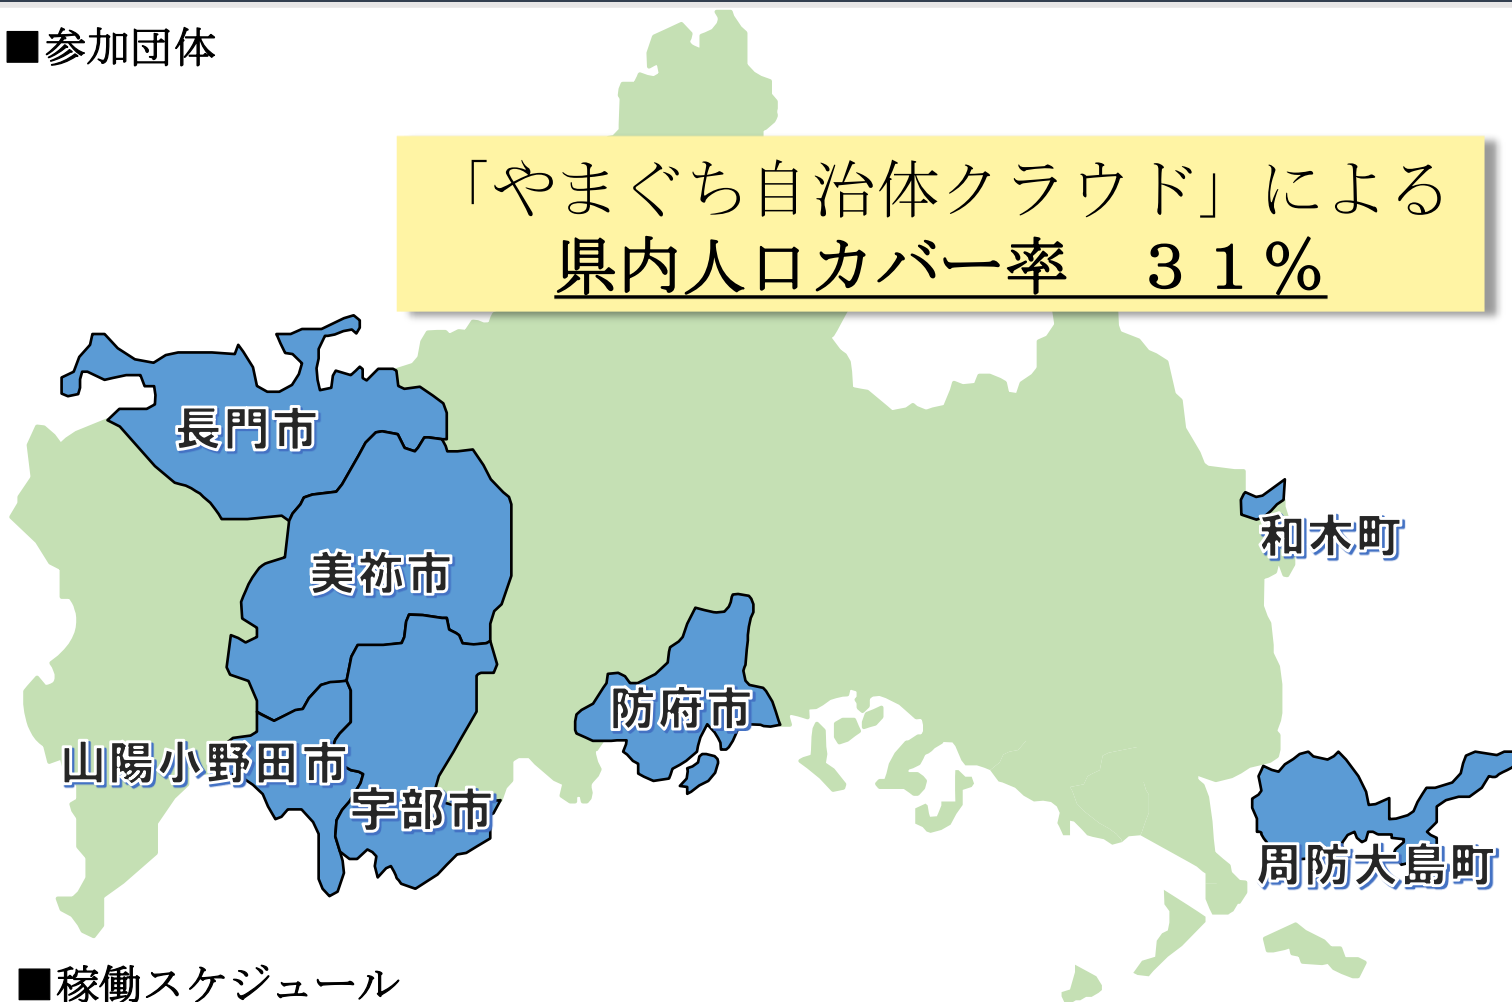 ■参加団体
「やまぐち自治体クラウド」による
県内人口カバー率　３１％
長門市
和木町
美祢市
防府市
山陽小野田市
宇部市
周防大島町
■稼働スケジュール